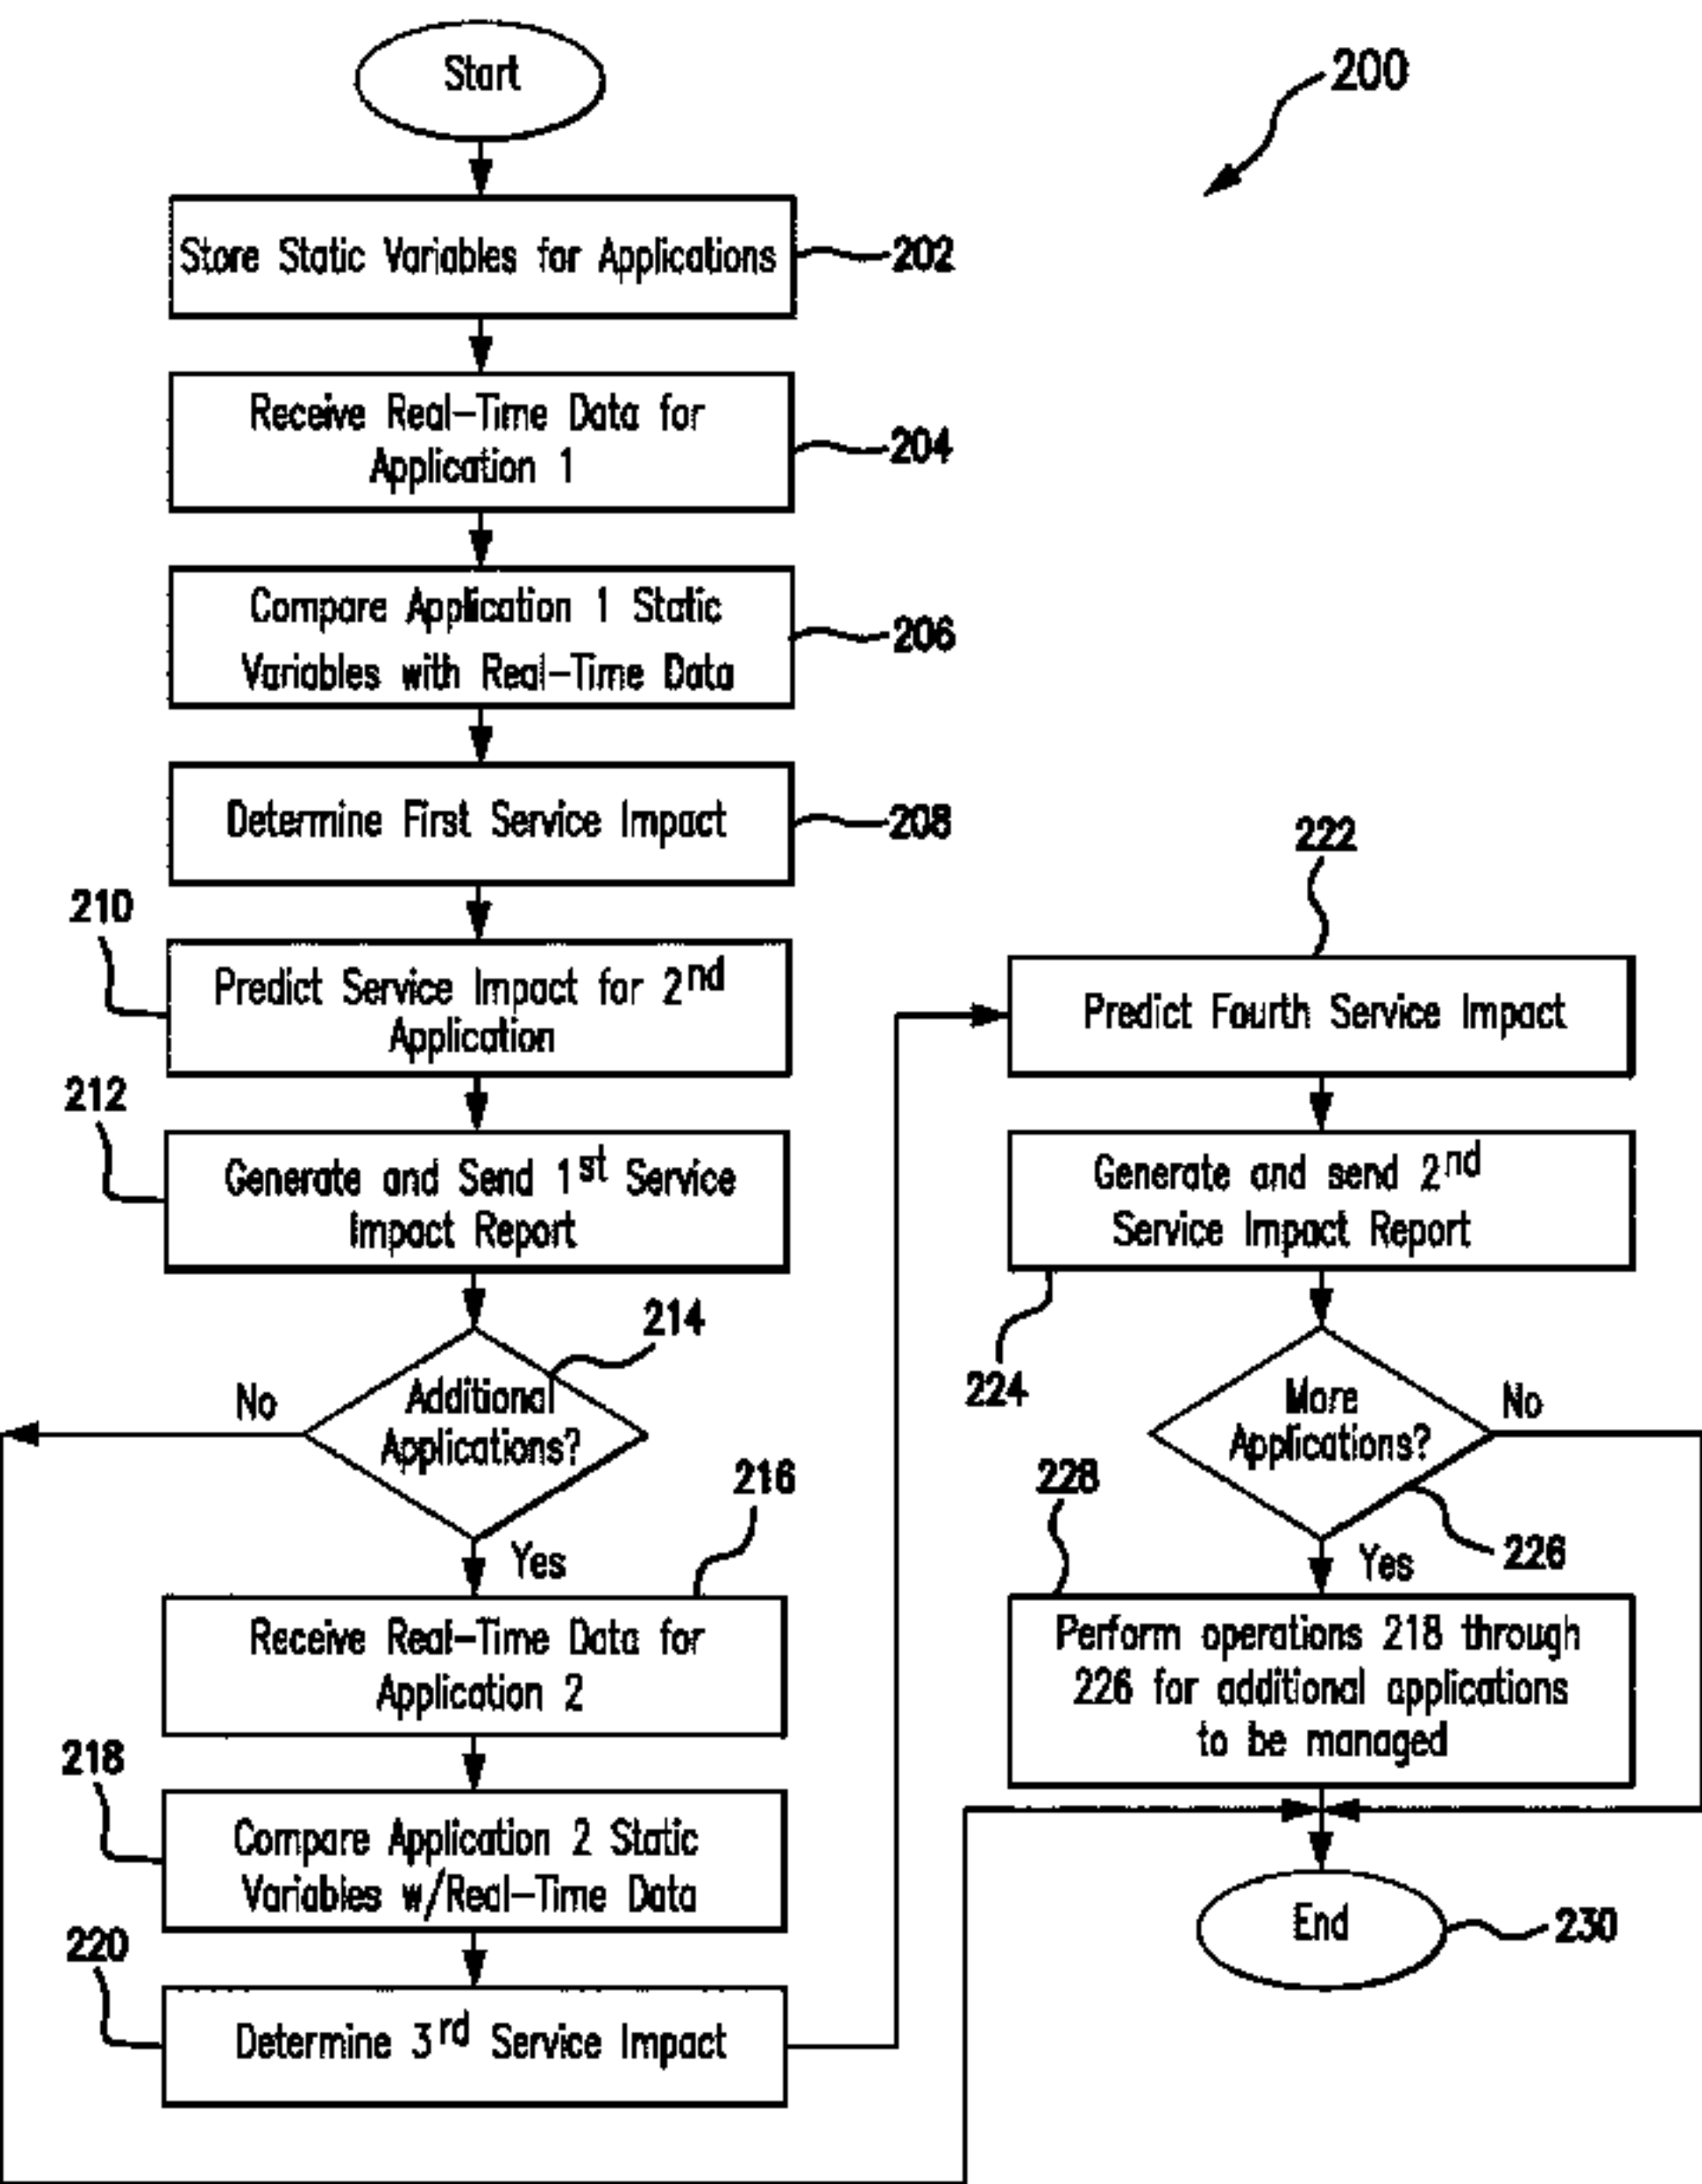 Start
200
Store Static Variables for Applications
202
Receive Real-Time Data for
Application 1
204
Compare Application 1 Static
Variables with Real-Time Data
206
Determine First Service Impact
208
210
Predict Service Impact for 2nd
Application
212
Generate and Send 1st Service
Impact Report
214
Additional
Applications?
No
Yes
216
Receive Real-Time Data for
Application 2
218
Compare Application 2 Static
Variables w/Real-Time Data
220
Determine 3rd Service Impact
222
Predict Fourth Service Impact
Generate and send 2nd
Service Impact Report
224
More
Applications?
No
226
Yes
228
Perform operations 218 through
226 for additional applications
to be managed
End
230